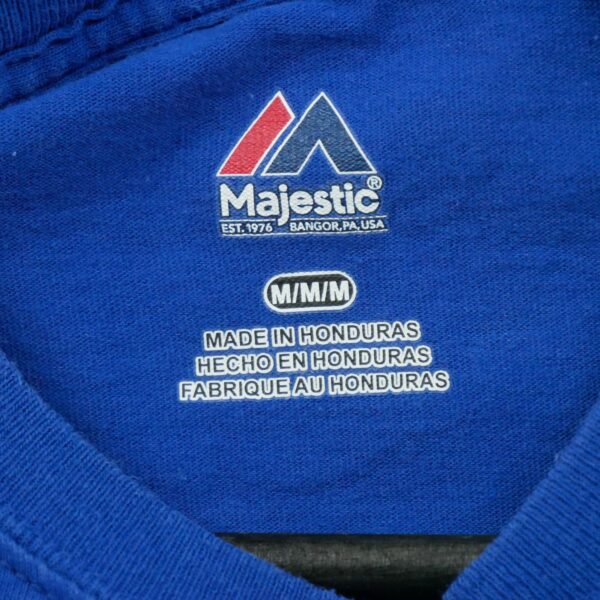 Majestic®
EST. 1976 BANGOR, PA, USA
M/M/M
MADE IN HONDURAS
HECHO EN HONDURAS
FABRIQUE AU HONDURAS